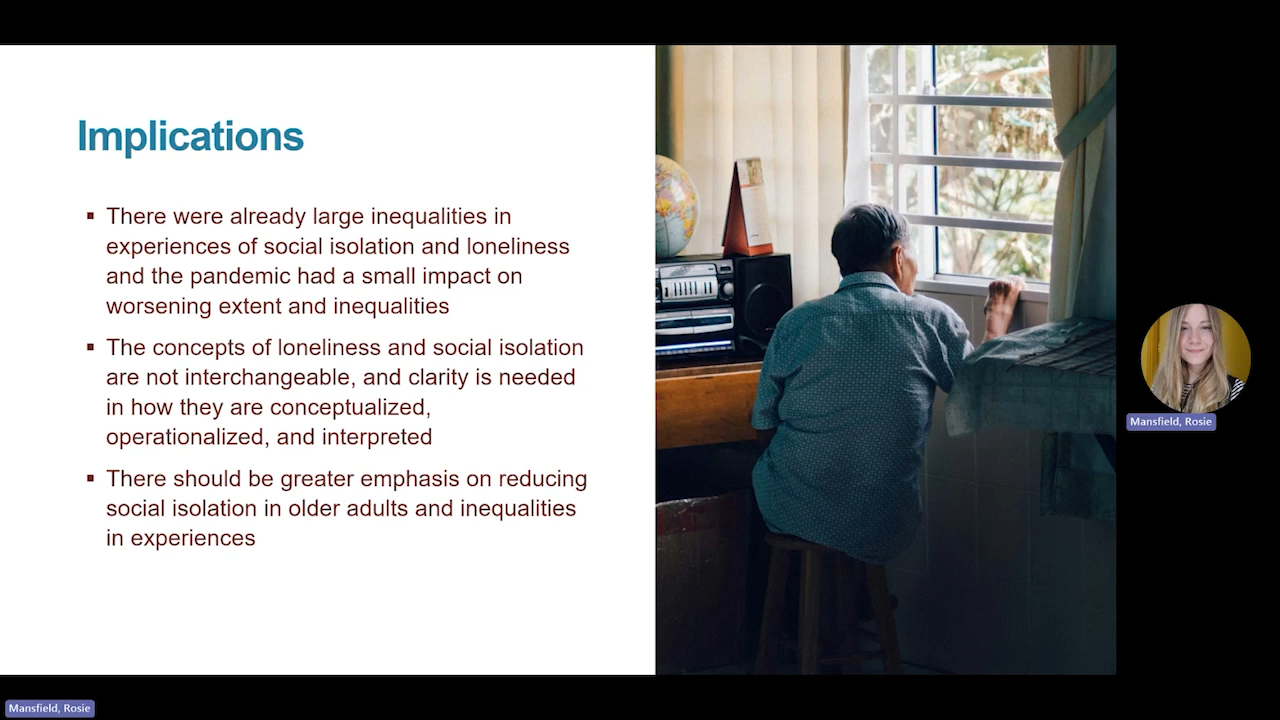 Implications
▪ There were already large inequalities in
experiences of social isolation and loneliness
and the pandemic had a small impact on
worsening extent and inequalities
▪ The concepts of loneliness and social isolation
are not interchangeable, and clarity is needed
in how they are conceptualized,
operationalized, and interpreted
▪ There should be greater emphasis on reducing
social isolation in older adults and inequalities
in experiences
Mansfield, Rosie
Mansfield, Rosie